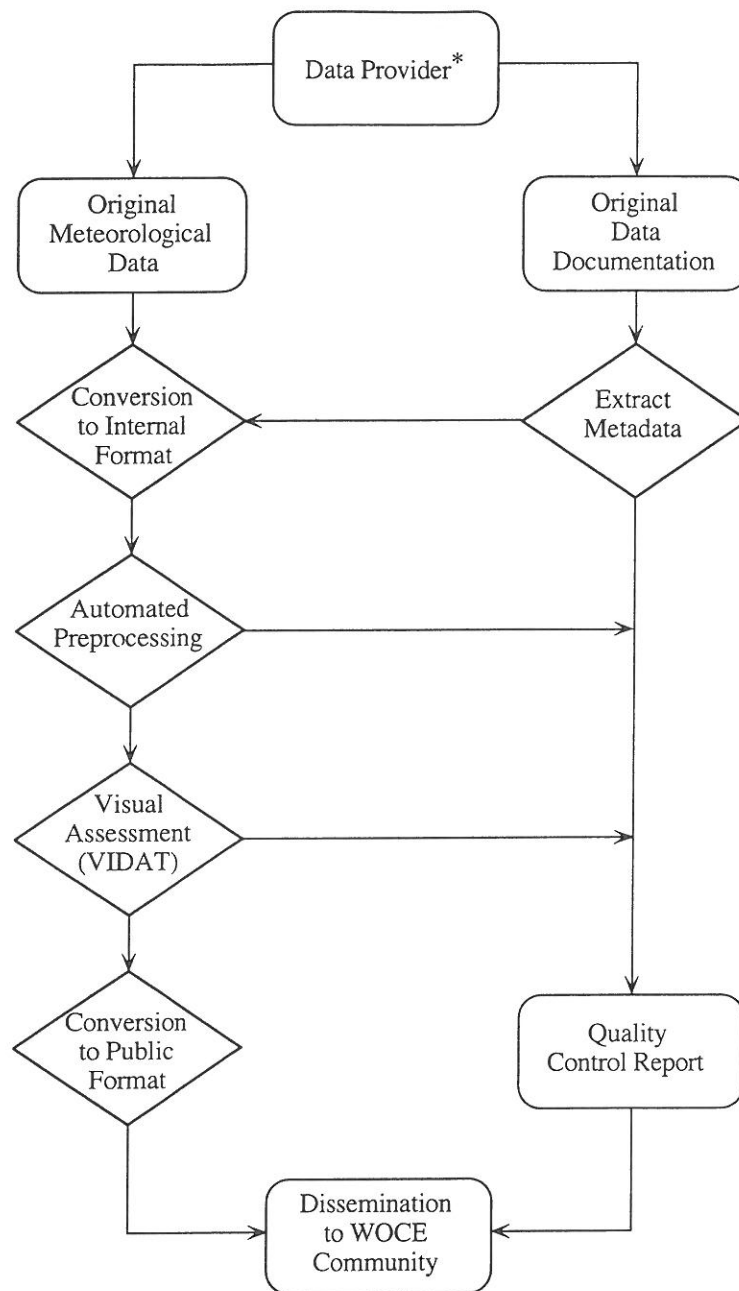 Data Provider*
Original
Meteorological
Data
Original
Data
Documentation
Conversion
to Internal
Format
Extract
Metadata
Automated
Preprocessing
Visual
Assessment
(VIDAT)
Conversion
to Public
Format
Quality
Control Report
Dissemination
to WOCE
Community